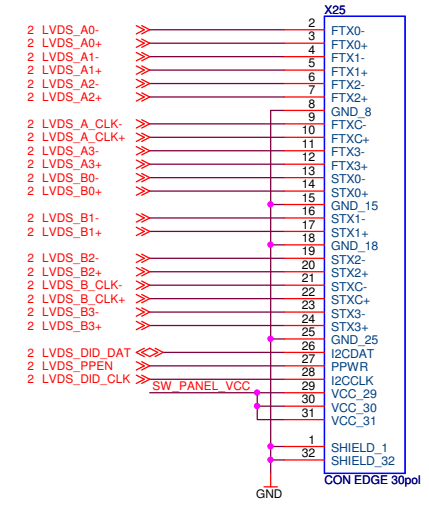 X25
2 LVDS_A0- 2 FTX0-
2 LVDS_A0+ 3 FTX0+
2 LVDS_A1- 4 FTX1-
2 LVDS_A1+ 5 FTX1+
2 LVDS_A2- 6 FTX2-
2 LVDS_A2+ 7 FTX2+
8 GND_8
2 LVDS_A_CLK- 9 FTXC-
2 LVDS_A_CLK+ 10 FTXC+
2 LVDS_A3- 11 FTX3-
2 LVDS_A3+ 12 FTX3+
2 LVDS_B0- 13 STX0-
2 LVDS_B0+ 14 STX0+
15 GND_15
2 LVDS_B1- 16 STX1-
2 LVDS_B1+ 17 STX1+
18 GND_18
2 LVDS_B2- 19 STX2-
2 LVDS_B2+ 20 STX2+
2 LVDS_B_CLK- 21 STXC-
2 LVDS_B_CLK+ 22 STXC+
2 LVDS_B3- 23 STX3-
2 LVDS_B3+ 24 STX3+
25 GND_25
2 LVDS_DID_DAT 26 I2CDAT
2 LVDS_PPEN 27 PPWR
2 LVDS_DID_CLK 28 I2CCLK
SW_PANEL_VCC 29 VCC_29
30 VCC_30
31 VCC_31
1 SHIELD_1
32 SHIELD_32
CON EDGE 30pol
GND